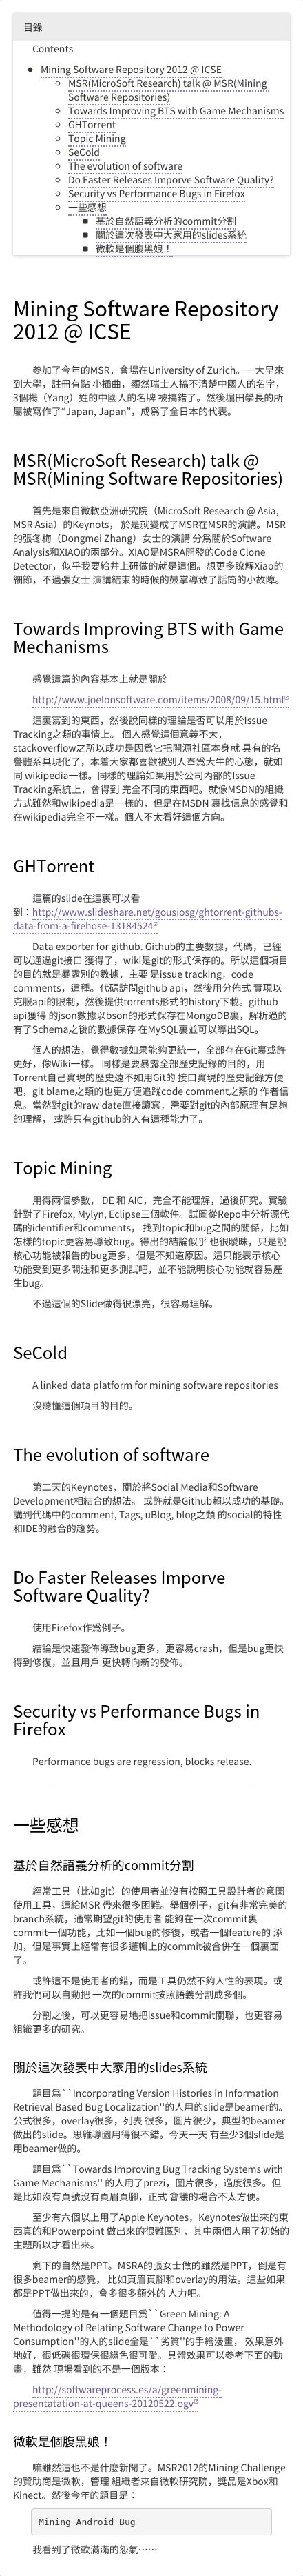 目錄
Contents
Mining Software Repository 2012 @ ICSE
MSR(MicroSoft Research) talk @ MSR(Mining
Software Repositories)
Towards Improving BTS with Game Mechanisms
GHTorrent
Topic Mining
SeCold
The evolution of software
Do Faster Releases Imporve Software Quality?
Security vs Performance Bugs in Firefox
一些感想
基於自然語義分析的commit分割
關於這次發表中大家用的slides系統
微軟是個腹黑娘！
Mining Software Repository
2012 @ ICSE
參加了今年的MSR，會場在University of Zurich。一大早來
到大學，註冊有點 小插曲，顯然瑞士人搞不清楚中國人的名字，
3個楊（Yang）姓的中國人的名牌 被搞錯了。然後堀田學長的所
屬被寫作了“Japan, Japan”，成爲了全日本的代表。
MSR(MicroSoft Research) talk @
MSR(Mining Software Repositories)
首先是來自微軟亞洲研究院（MicroSoft Research @ Asia,
MSR Asia）的Keynots， 於是就變成了MSR在MSR的演講。MSR
的張冬梅（Dongmei Zhang）女士的演講 分爲關於Software
Analysis和XIAO的兩部分。XIAO是MSRA開發的Code Clone
Detector，似乎我要給井上研做的就是這個。想更多瞭解Xiao的
細節，不過張女士 演講結束的時候的鼓掌導致了話筒的小故障。
Towards Improving BTS with Game
Mechanisms
感覺這篇的內容基本上就是關於
http://www.joelonsoftware.com/items/2008/09/15.html
這裏寫到的東西，然後說同樣的理論是否可以用於Issue
Tracking之類的事情上。 個人感覺這個意義不大，
stackoverflow之所以成功是因爲它把開源社區本身就 具有的名
譽體系具現化了，本着大家都喜歡被別人奉爲大牛的心態，就如
同 wikipedia一樣。同樣的理論如果用於公司內部的Issue
Tracking系統上，會得到 完全不同的東西吧。就像MSDN的組織
方式雖然和wikipedia是一樣的，但是在MSDN 裏找信息的感覺和
在wikipedia完全不一樣。個人不太看好這個方向。
GHTorrent
這篇的slide在這裏可以看
到：http://www.slideshare.net/gousiosg/ghtorrent-githubs-
data-from-a-firehose-13184524
Data exporter for github. Github的主要數據，代碼，已經
可以通過git接口 獲得了，wiki是git的形式保存的。所以這個項目
的目的就是暴露別的數據，主要 是issue tracking，code
comments，這種。代碼訪問github api，然後用分佈式 實現以
克服api的限制，然後提供torrents形式的history下載。github
api獲得 的json數據以bson的形式保存在MongoDB裏，解析過的
有了Schema之後的數據保存 在MySQL裏並可以導出SQL。
個人的想法，覺得數據如果能夠更統一，全部存在Git裏或許
更好，像Wiki一樣。 同樣是要暴露全部歷史記錄的目的，用
Torrent自己實現的歷史遠不如用Git的 接口實現的歷史記錄方便
吧，git blame之類的也更方便追蹤code comment之類的 作者信
息。當然對git的raw date直接讀寫，需要對git的內部原理有足夠
的理解， 或許只有github的人有這種能力了。
Topic Mining
用得兩個參數， DE 和 AIC，完全不能理解，過後研究。實驗
針對了Firefox, Mylyn, Eclipse三個軟件。試圖從Repo中分析源代
碼的identifier和comments， 找到topic和bug之間的關係，比如
怎樣的topic更容易導致bug。得出的結論似乎 也很曖昧，只是說
核心功能被報告的bug更多，但是不知道原因。這只能表示核心
功能受到更多關注和更多測試吧，並不能說明核心功能就容易產
生bug。
不過這個的Slide做得很漂亮，很容易理解。
SeCold
A linked data platform for mining software repositories
沒聽懂這個項目的目的。
The evolution of software
第二天的Keynotes，關於將Social Media和Software
Development相結合的想法。 或許就是Github賴以成功的基礎。
講到代碼中的comment, Tags, uBlog, blog之類 的social的特性
和IDE的融合的趨勢。
Do Faster Releases Imporve
Software Quality?
使用Firefox作爲例子。
結論是快速發佈導致bug更多，更容易crash，但是bug更快
得到修復，並且用戶 更快轉向新的發佈。
Security vs Performance Bugs in
Firefox
Performance bugs are regression, blocks release.
一些感想
基於自然語義分析的commit分割
經常工具（比如git）的使用者並沒有按照工具設計者的意圖
使用工具，這給MSR 帶來很多困難。舉個例子，git有非常完美的
branch系統，通常期望git的使用者 能夠在一次commit裏
commit一個功能，比如一個bug的修復，或者一個feature的 添
加，但是事實上經常有很多邏輯上的commit被合併在一個裏面
了。
或許這不是使用者的錯，而是工具仍然不夠人性的表現。或
許我們可以自動把 一次的commit按照語義分割成多個。
分割之後，可以更容易地把issue和commit關聯，也更容易
組織更多的研究。
關於這次發表中大家用的slides系統
題目爲``Incorporating Version Histories in Information
Retrieval Based Bug Localization''的人用的slide是beamer的。
公式很多，overlay很多，列表 很多，圖片很少，典型的beamer
做出的slide。思維導圖用得很不錯。今天一天 有至少3個slide是
用beamer做的。
題目爲``Towards Improving Bug Tracking Systems with
Game Mechanisms'' 的人用了prezi，圖片很多，過度很多。但
是比如沒有頁號沒有頁眉頁腳，正式 會議的場合不太方便。
至少有六個以上用了Apple Keynotes，Keynotes做出來的東
西真的和Powerpoint 做出來的很難區別，其中兩個人用了初始的
主題所以才看出來。
剩下的自然是PPT。MSRA的張女士做的雖然是PPT，倒是有
很多beamer的感覺， 比如頁眉頁腳和overlay的用法。這些如果
都是PPT做出來的，會多很多額外的 人力吧。
值得一提的是有一個題目爲``Green Mining: A
Methodology of Relating Software Change to Power
Consumption''的人的slide全是``劣質''的手繪漫畫， 效果意外
地好，很低碳很環保很綠色很可愛。具體效果可以參考下面的動
畫，雖然 現場看到的不是一個版本：
http://softwareprocess.es/a/greenmining-
presentatation-at-queens-20120522.ogv
微軟是個腹黑娘！
嘛雖然這也不是什麼新聞了。MSR2012的Mining Challenge
的贊助商是微軟，管理 組織者來自微軟研究院，獎品是Xbox和
Kinect。然後今年的題目是：
Mining Android Bug
我看到了微軟滿滿的怨氣⋯⋯